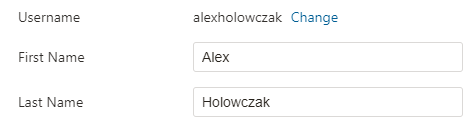 Username alexholowczak Change
First Name Alex
Last Name Holowczak